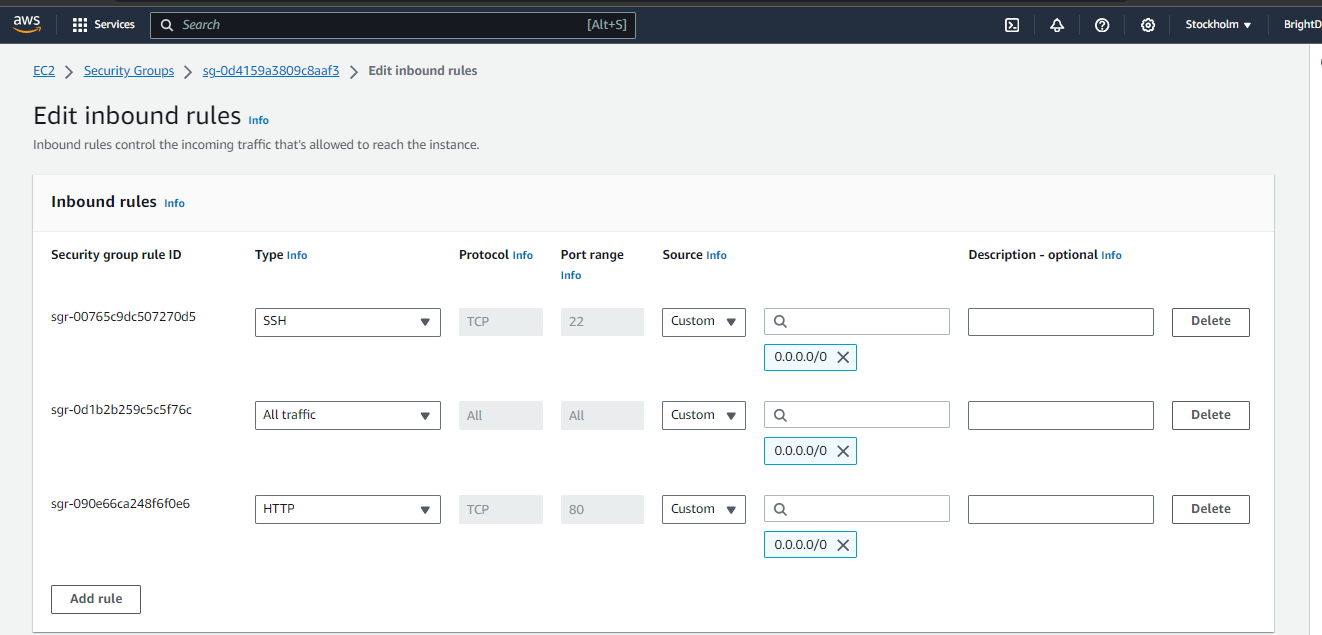 aws Services Search [Alt+S] Stockholm BrightD
EC2 Security Groups sg-0d4159a3809c8aaf3 Edit inbound rules
Edit inbound rules Info
Inbound rules control the incoming traffic that's allowed to reach the instance.
Inbound rules Info
Security group rule ID Type Info Protocol Info Port range Source Info Description - optional Info
Info
sgr-00765c9dc507270d5 SSH TCP 22 Custom Delete
0.0.0.0/0
sgr-0d1b2b259c5c5f76c All traffic All All Custom Delete
0.0.0.0/0
sgr-090e66ca248f6f0e6 HTTP TCP 80 Custom Delete
0.0.0.0/0
Add rule